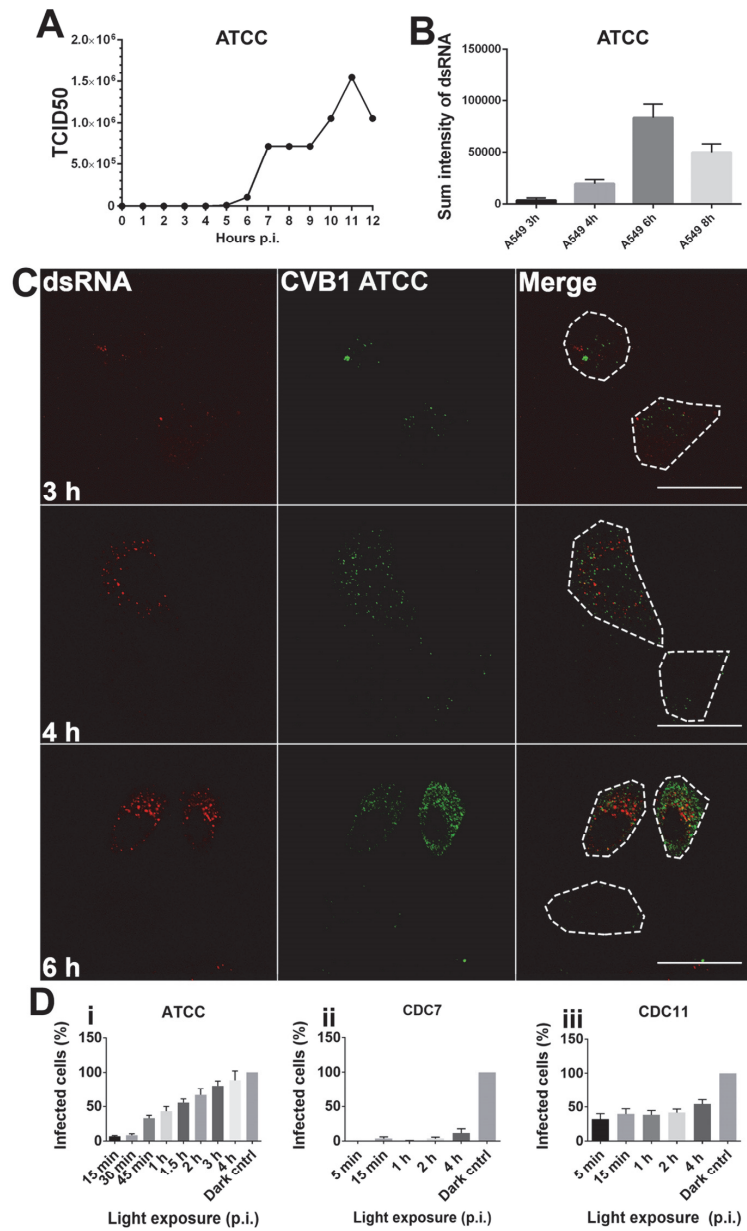 A
ATCC
TCID50
2.0×10⁶
1.5×10⁶
1.0×10⁶
5.0×10⁵
0
0 1 2 3 4 5 6 7 8 9 10 11 12
Hours p.i.
B
ATCC
Sum intensity of dsRNA
150000
100000
50000
0
A549 3h
A549 4h
A549 6h
A549 8h
C
dsRNA
CVB1 ATCC
Merge
3 h
4 h
6 h
D
i
ATCC
Infected cells (%)
150
100
50
0
15 min
30 min
45 min
1 h
1.5 h
2 h
3 h
4 h
Dark cntrl
Light exposure (p.i.)
ii
CDC7
Infected cells (%)
150
100
50
0
5 min
15 min
1 h
2 h
4 h
Dark cntrl
Light exposure (p.i.)
iii
CDC11
Infected cells (%)
150
100
50
0
5 min
15 min
1 h
2 h
4 h
Dark cntrl
Light exposure (p.i.)